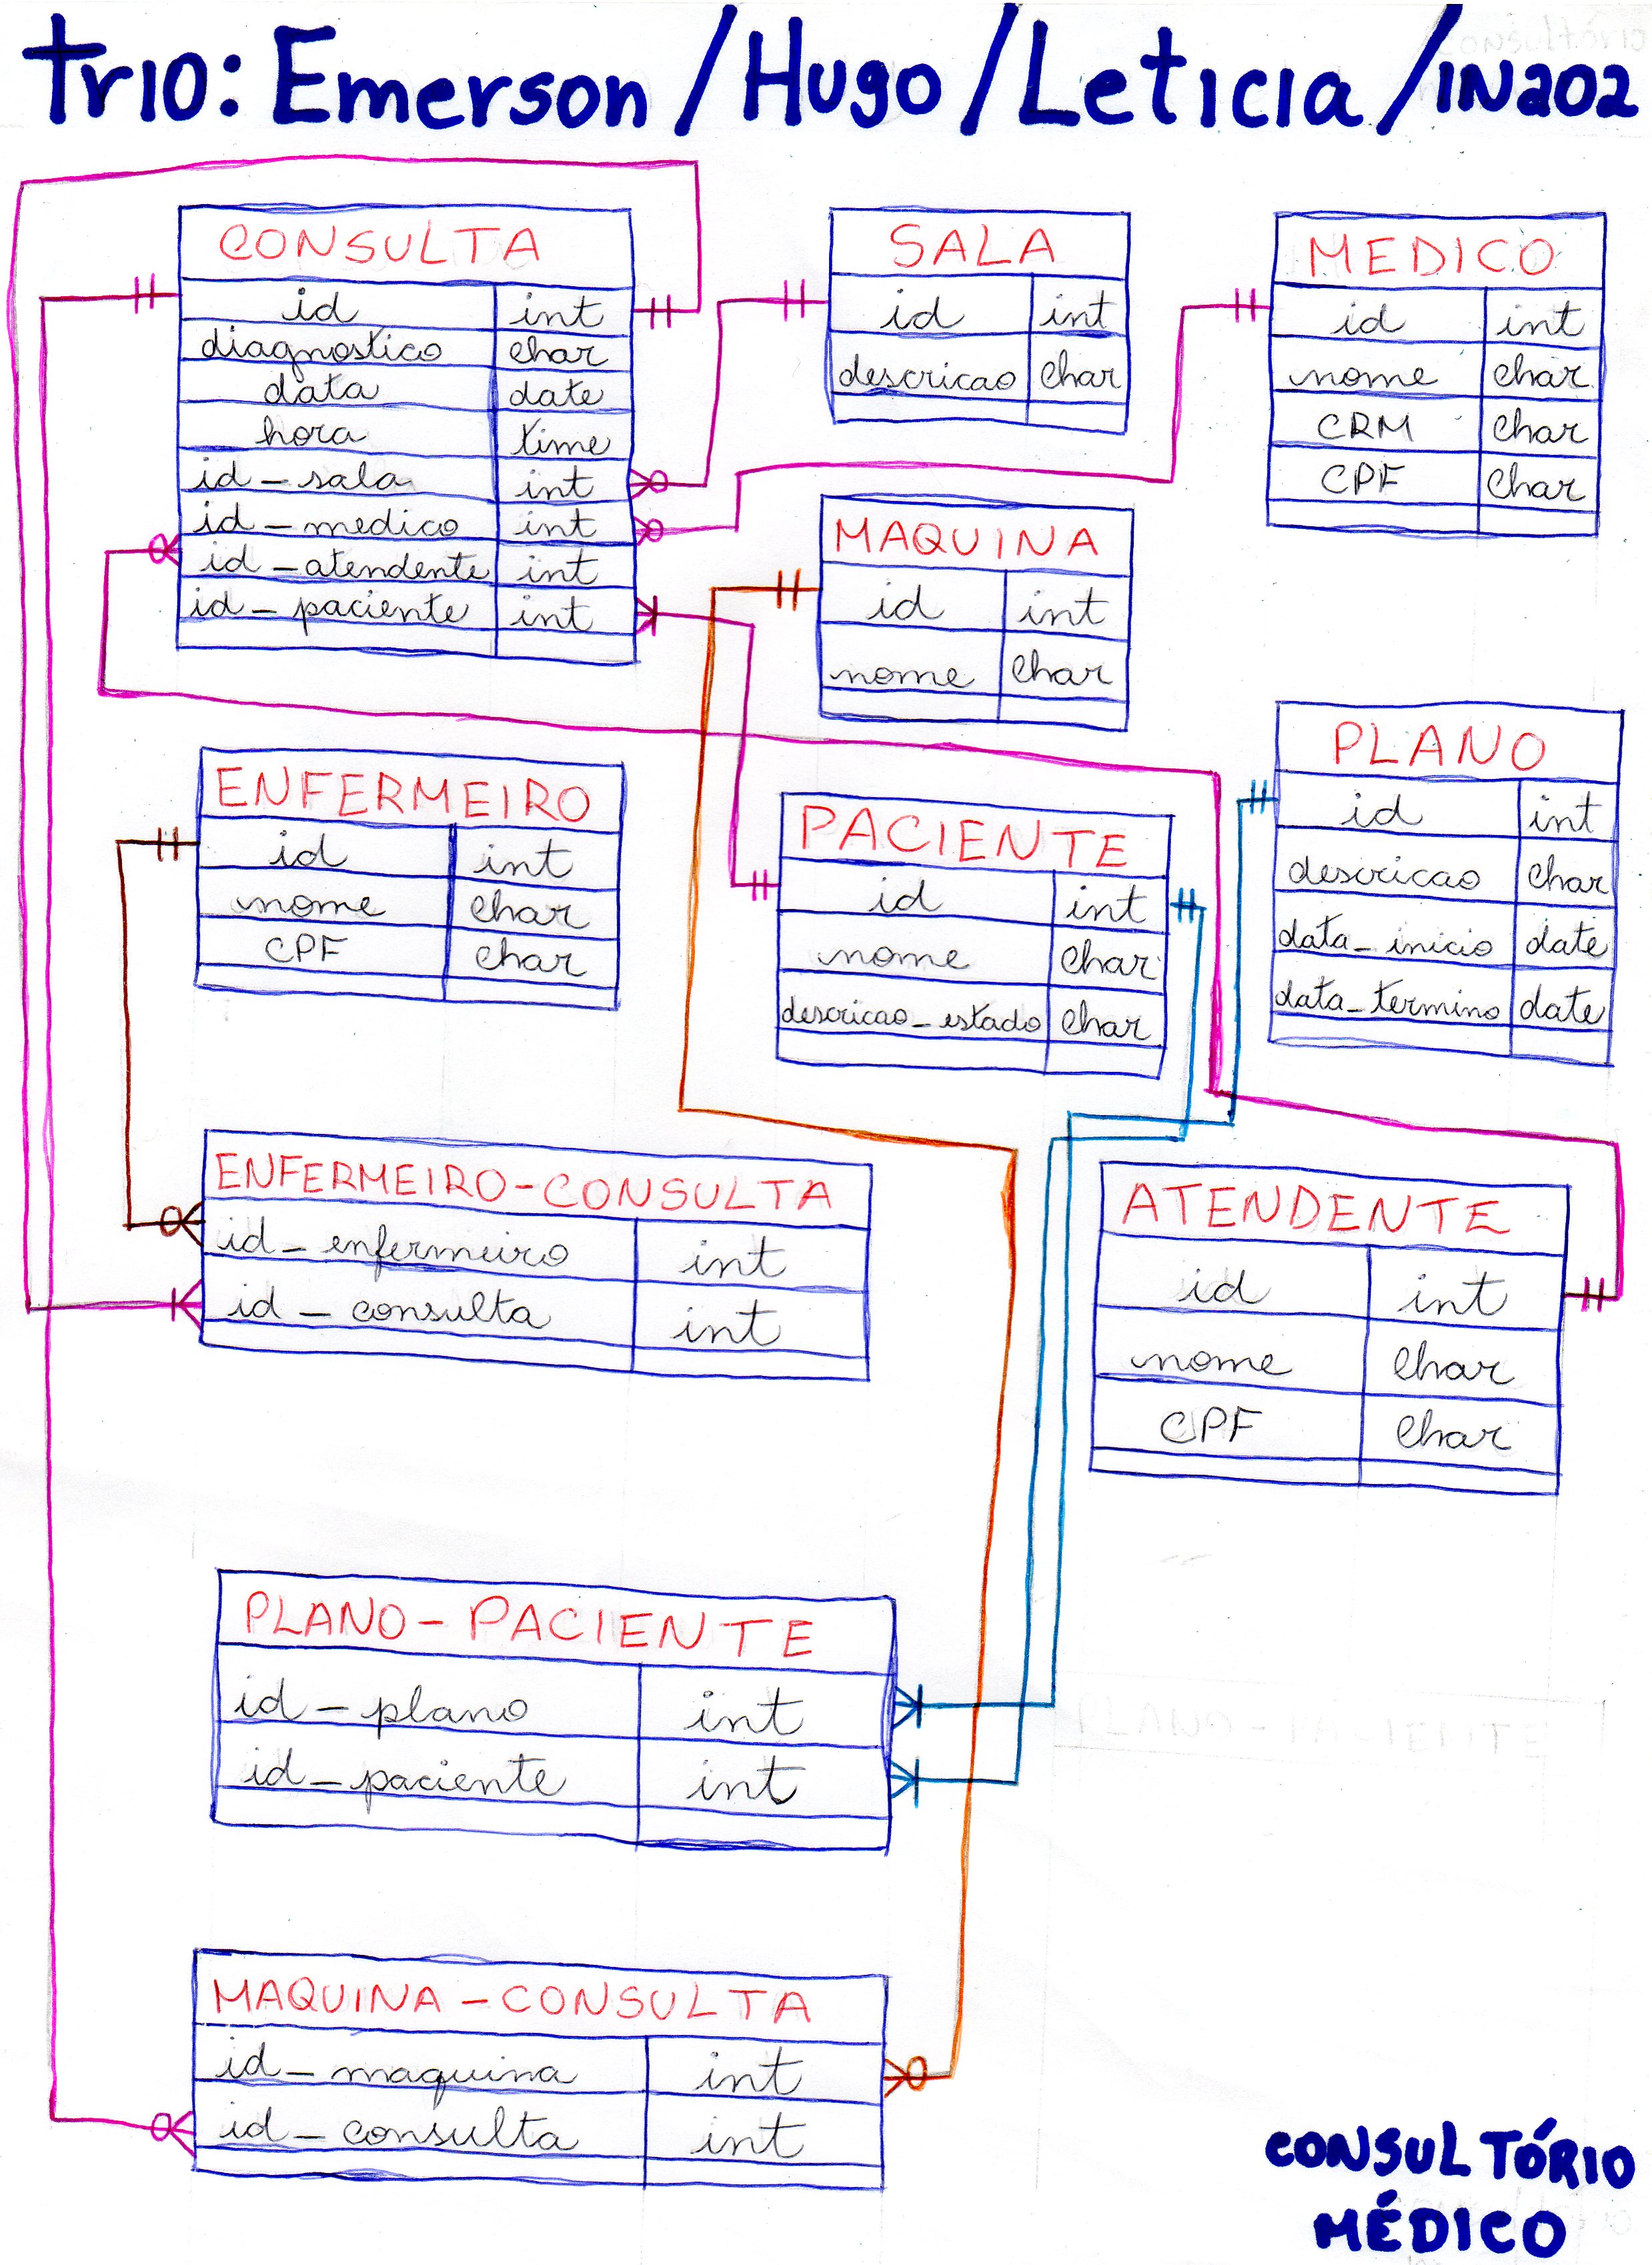 Trio: Emerson / Hugo / Leticia / IN202
CONSULTA
id int
diagnostico char
data date
hora time
id_sala int
id_medico int
id_atendente int
id_paciente int
SALA
id int
descricao char
MEDICO
id int
nome char
CRM char
CPF char
MAQUINA
id int
nome char
PLANO
id int
descricao char
data_inicio date
data_termino date
ENFERMEIRO
id int
nome char
CPF char
PACIENTE
id int
nome char
descricao_estado char
ENFERMEIRO-CONSULTA
id_enfermeiro int
id_consulta int
ATENDENTE
id int
nome char
CPF char
PLANO-PACIENTE
id_plano int
id_paciente int
MAQUINA-CONSULTA
id_maquina int
id_consulta int
CONSULTÓRIO
MÉDICO